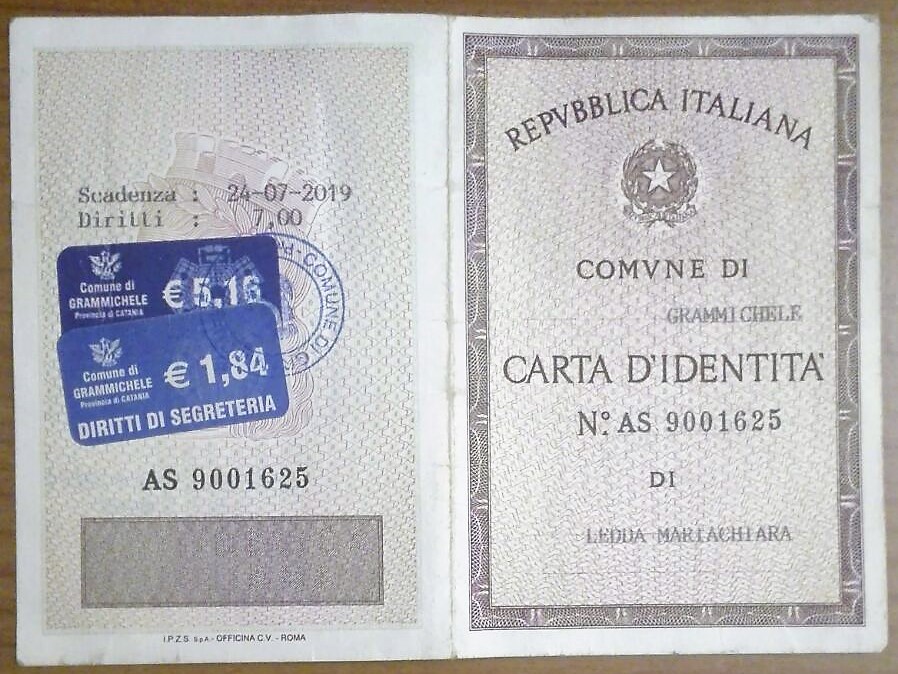 Scadenza : 24-07-2019
Diritti : 7,00
Comune di
GRAMMICHELE
Provincia di CATANIA
€ 5,16
Comune di
GRAMMICHELE
Provincia di CATANIA
€ 1,84
DIRITTI DI SEGRETERIA
COMUNE DI
AS 9001625
I.P.Z.S. S.p.A. - OFFICINA C.V. - ROMA
REPVBBLICA ITALIANA
COMVNE DI
GRAMMICHELE
CARTA D'IDENTITA'
N° AS 9001625
DI
LEDDA MARIACHIARA